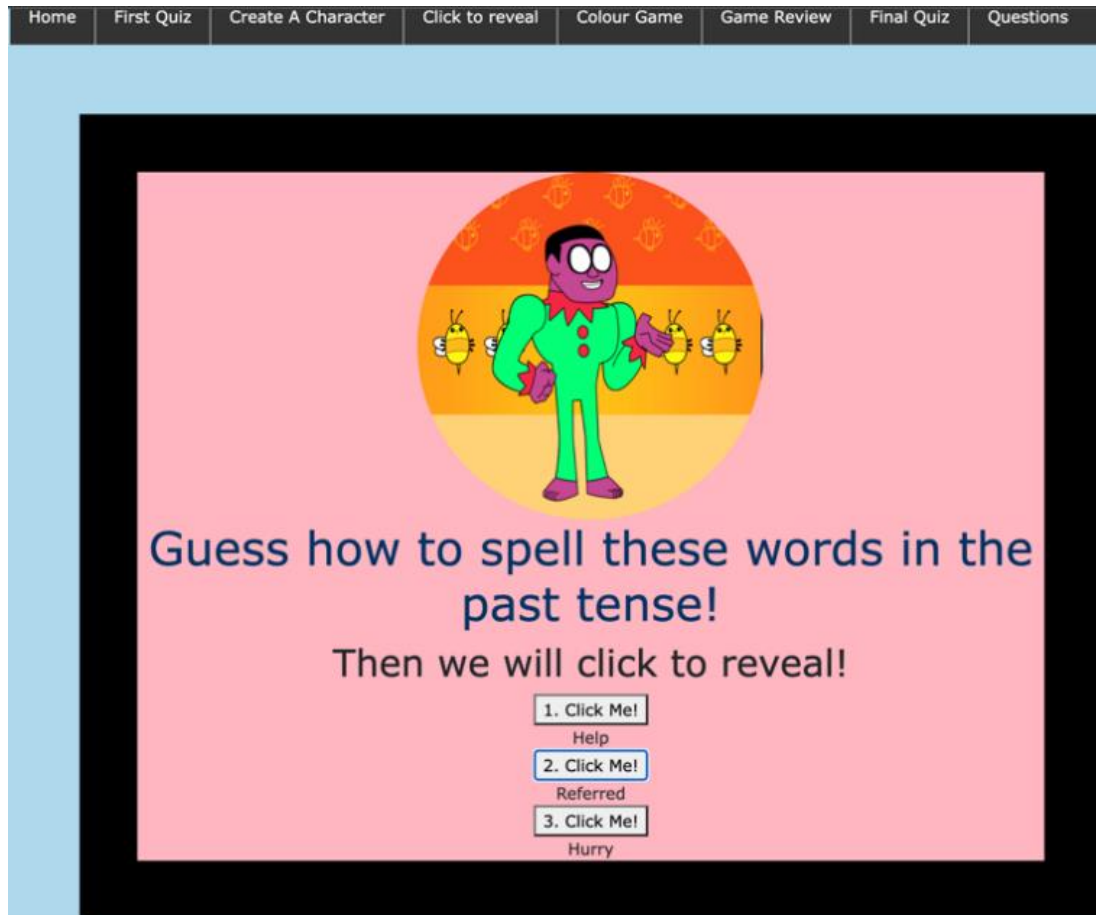 Home First Quiz Create A Character Click to reveal Colour Game Game Review Final Quiz Questions
Guess how to spell these words in the
past tense!
Then we will click to reveal!
1. Click Me!
Help
2. Click Me!
Referred
3. Click Me!
Hurry